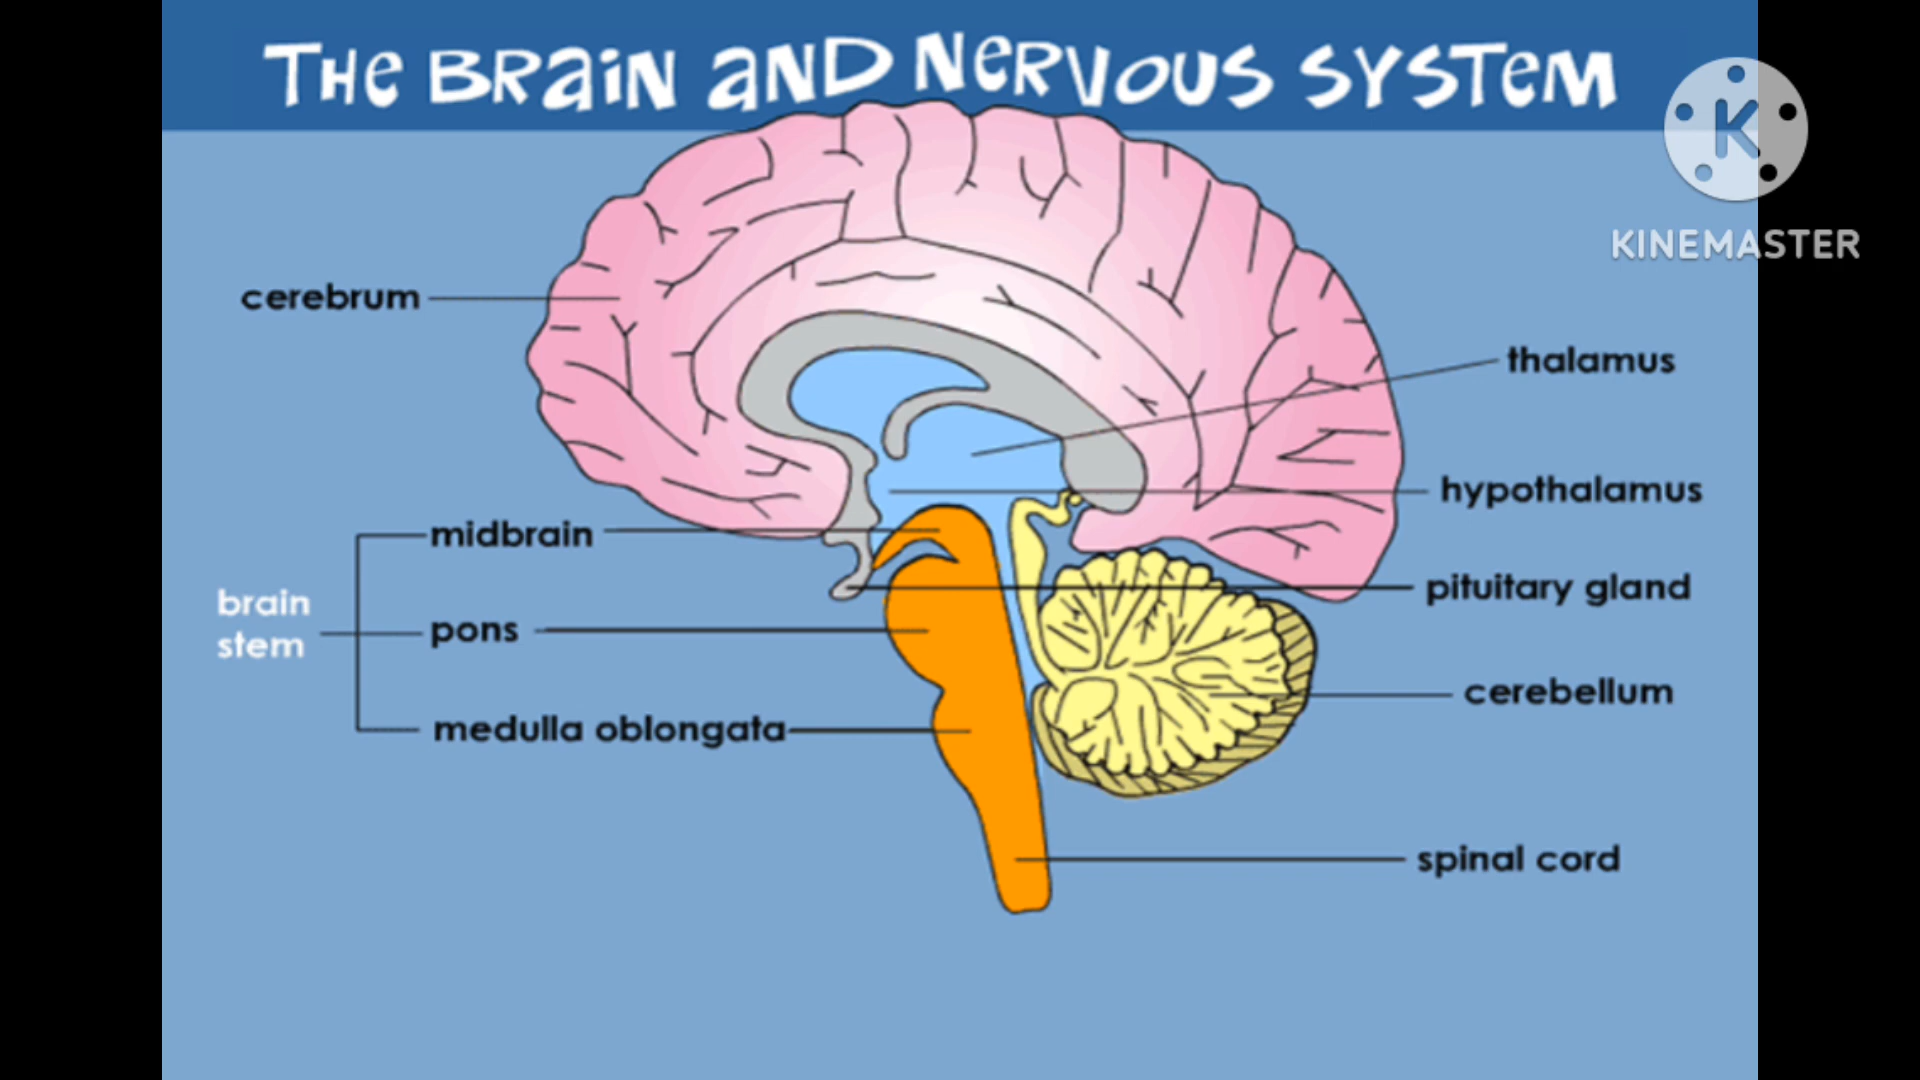 THE BRAIN AND NERVOUS SYSTEM
K
KINEMASTER
cerebrum
thalamus
hypothalamus
midbrain
pituitary gland
brain
stem
pons
cerebellum
medulla oblongata
spinal cord